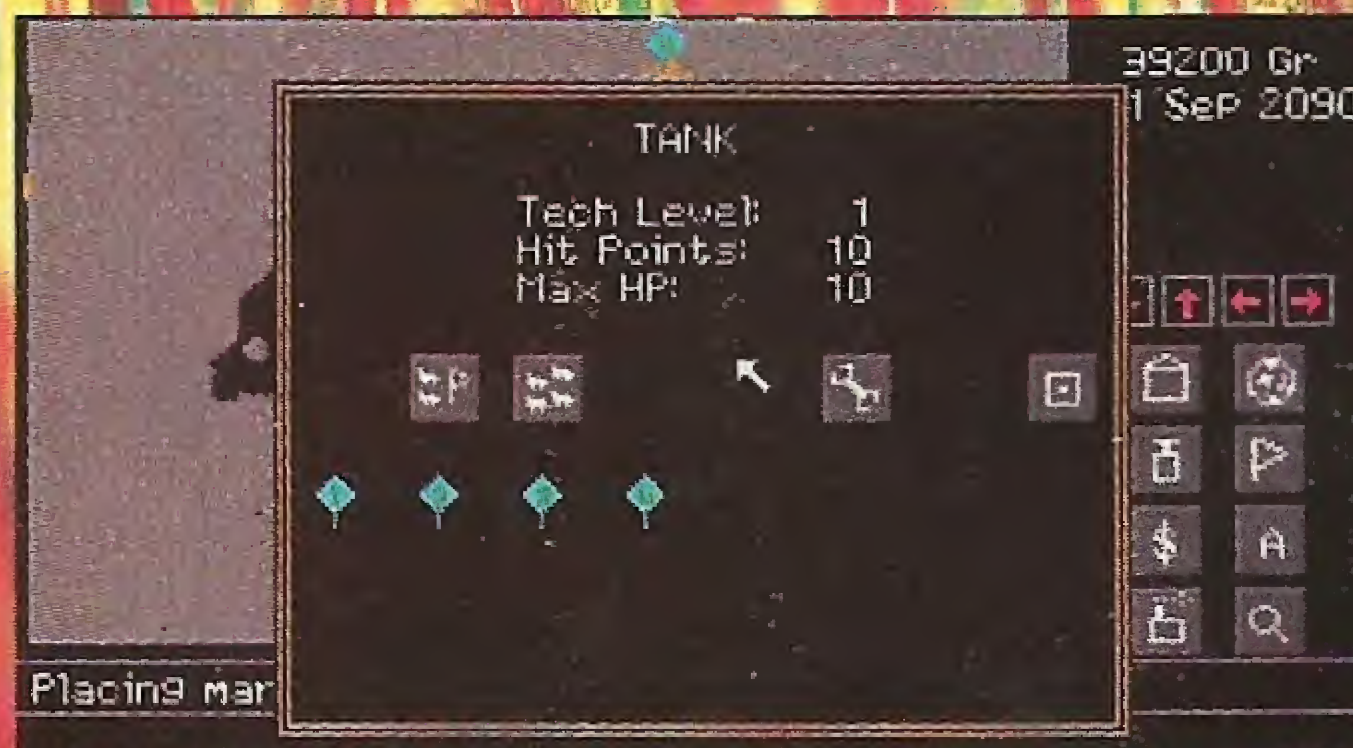 39200 Gr
1 Sep 2090
TANK
Tech Level: 1
Hit Points: 10
Max HP: 10
$
A
Placing mar